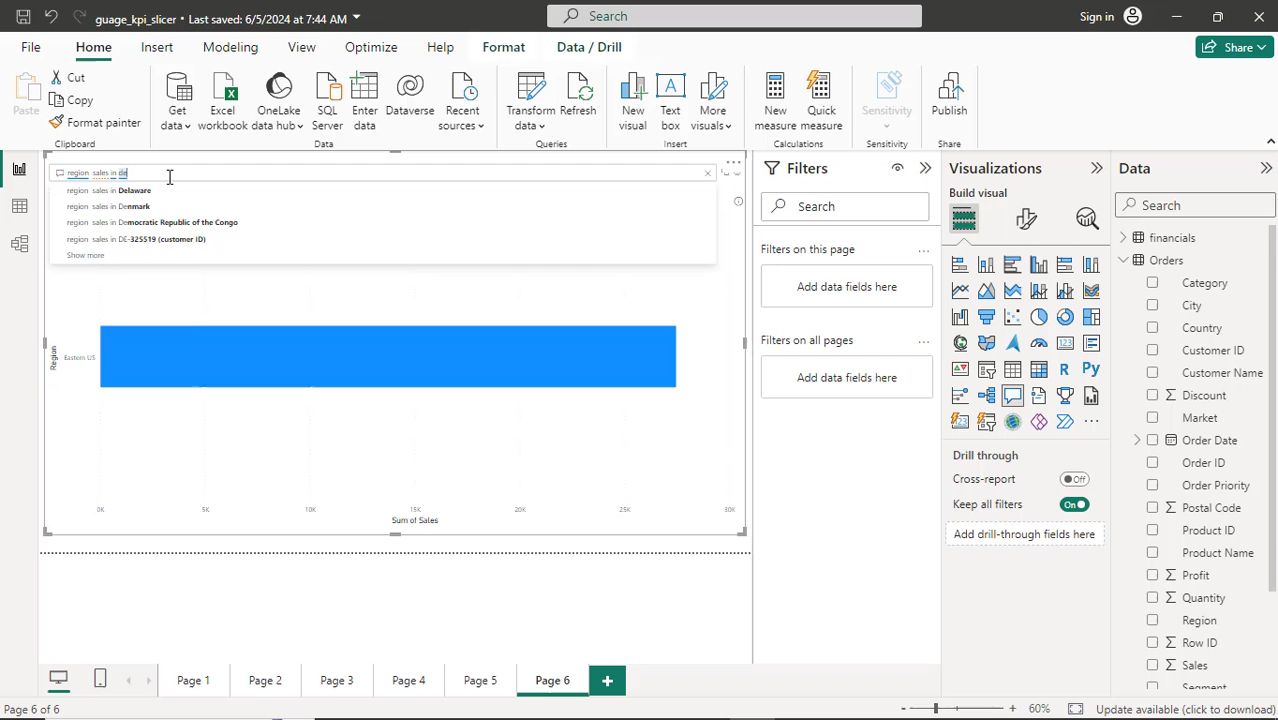 guage_kpi_slicer • Last saved: 6/5/2024 at 7:44 AM
Search
Sign in
File
Home
Insert
Modeling
View
Optimize
Help
Format
Data / Drill
Share
Paste
Cut
Copy
Format painter
Clipboard
Get data
Excel workbook
OneLake data hub
SQL Server
Enter data
Dataverse
Recent sources
Data
Transform data
Refresh
Queries
New visual
Text box
More visuals
Insert
New measure
Quick measure
Calculations
Sensitivity
Sensitivity
Publish
Share
region sales in de
region sales in Delaware
region sales in Denmark
region sales in Democratic Republic of the Congo
region sales in DE-325519 (customer ID)
Show more
Region
Eastern US
0K
5K
10K
15K
20K
25K
30K
Sum of Sales
Filters
Search
Filters on this page
...
Add data fields here
Filters on all pages
...
Add data fields here
Visualizations
Build visual
R
Py
123
...
Drill through
Cross-report
Off
Keep all filters
On
Add drill-through fields here
Data
Search
financials
Orders
Category
City
Country
Customer ID
Customer Name
Discount
Market
Order Date
Order ID
Order Priority
Postal Code
Product ID
Product Name
Profit
Quantity
Region
Row ID
Sales
Segment
Page 1
Page 2
Page 3
Page 4
Page 5
Page 6
+
Page 6 of 6
- + 60%
Update available (click to download)